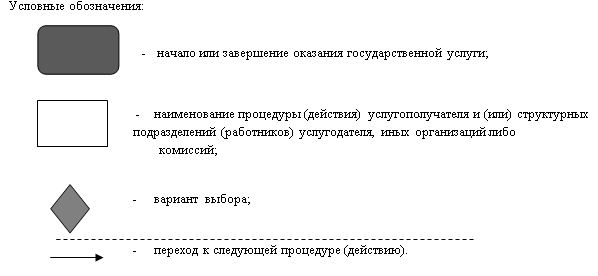 Условные обозначения:
- начало или завершение оказания государственной услуги;
- наименование процедуры (действия) услугополучателя и (или) структурных
подразделений (работников) услугодателя, иных организаций либо
комиссий;
- вариант выбора;
- переход к следующей процедуре (действию).